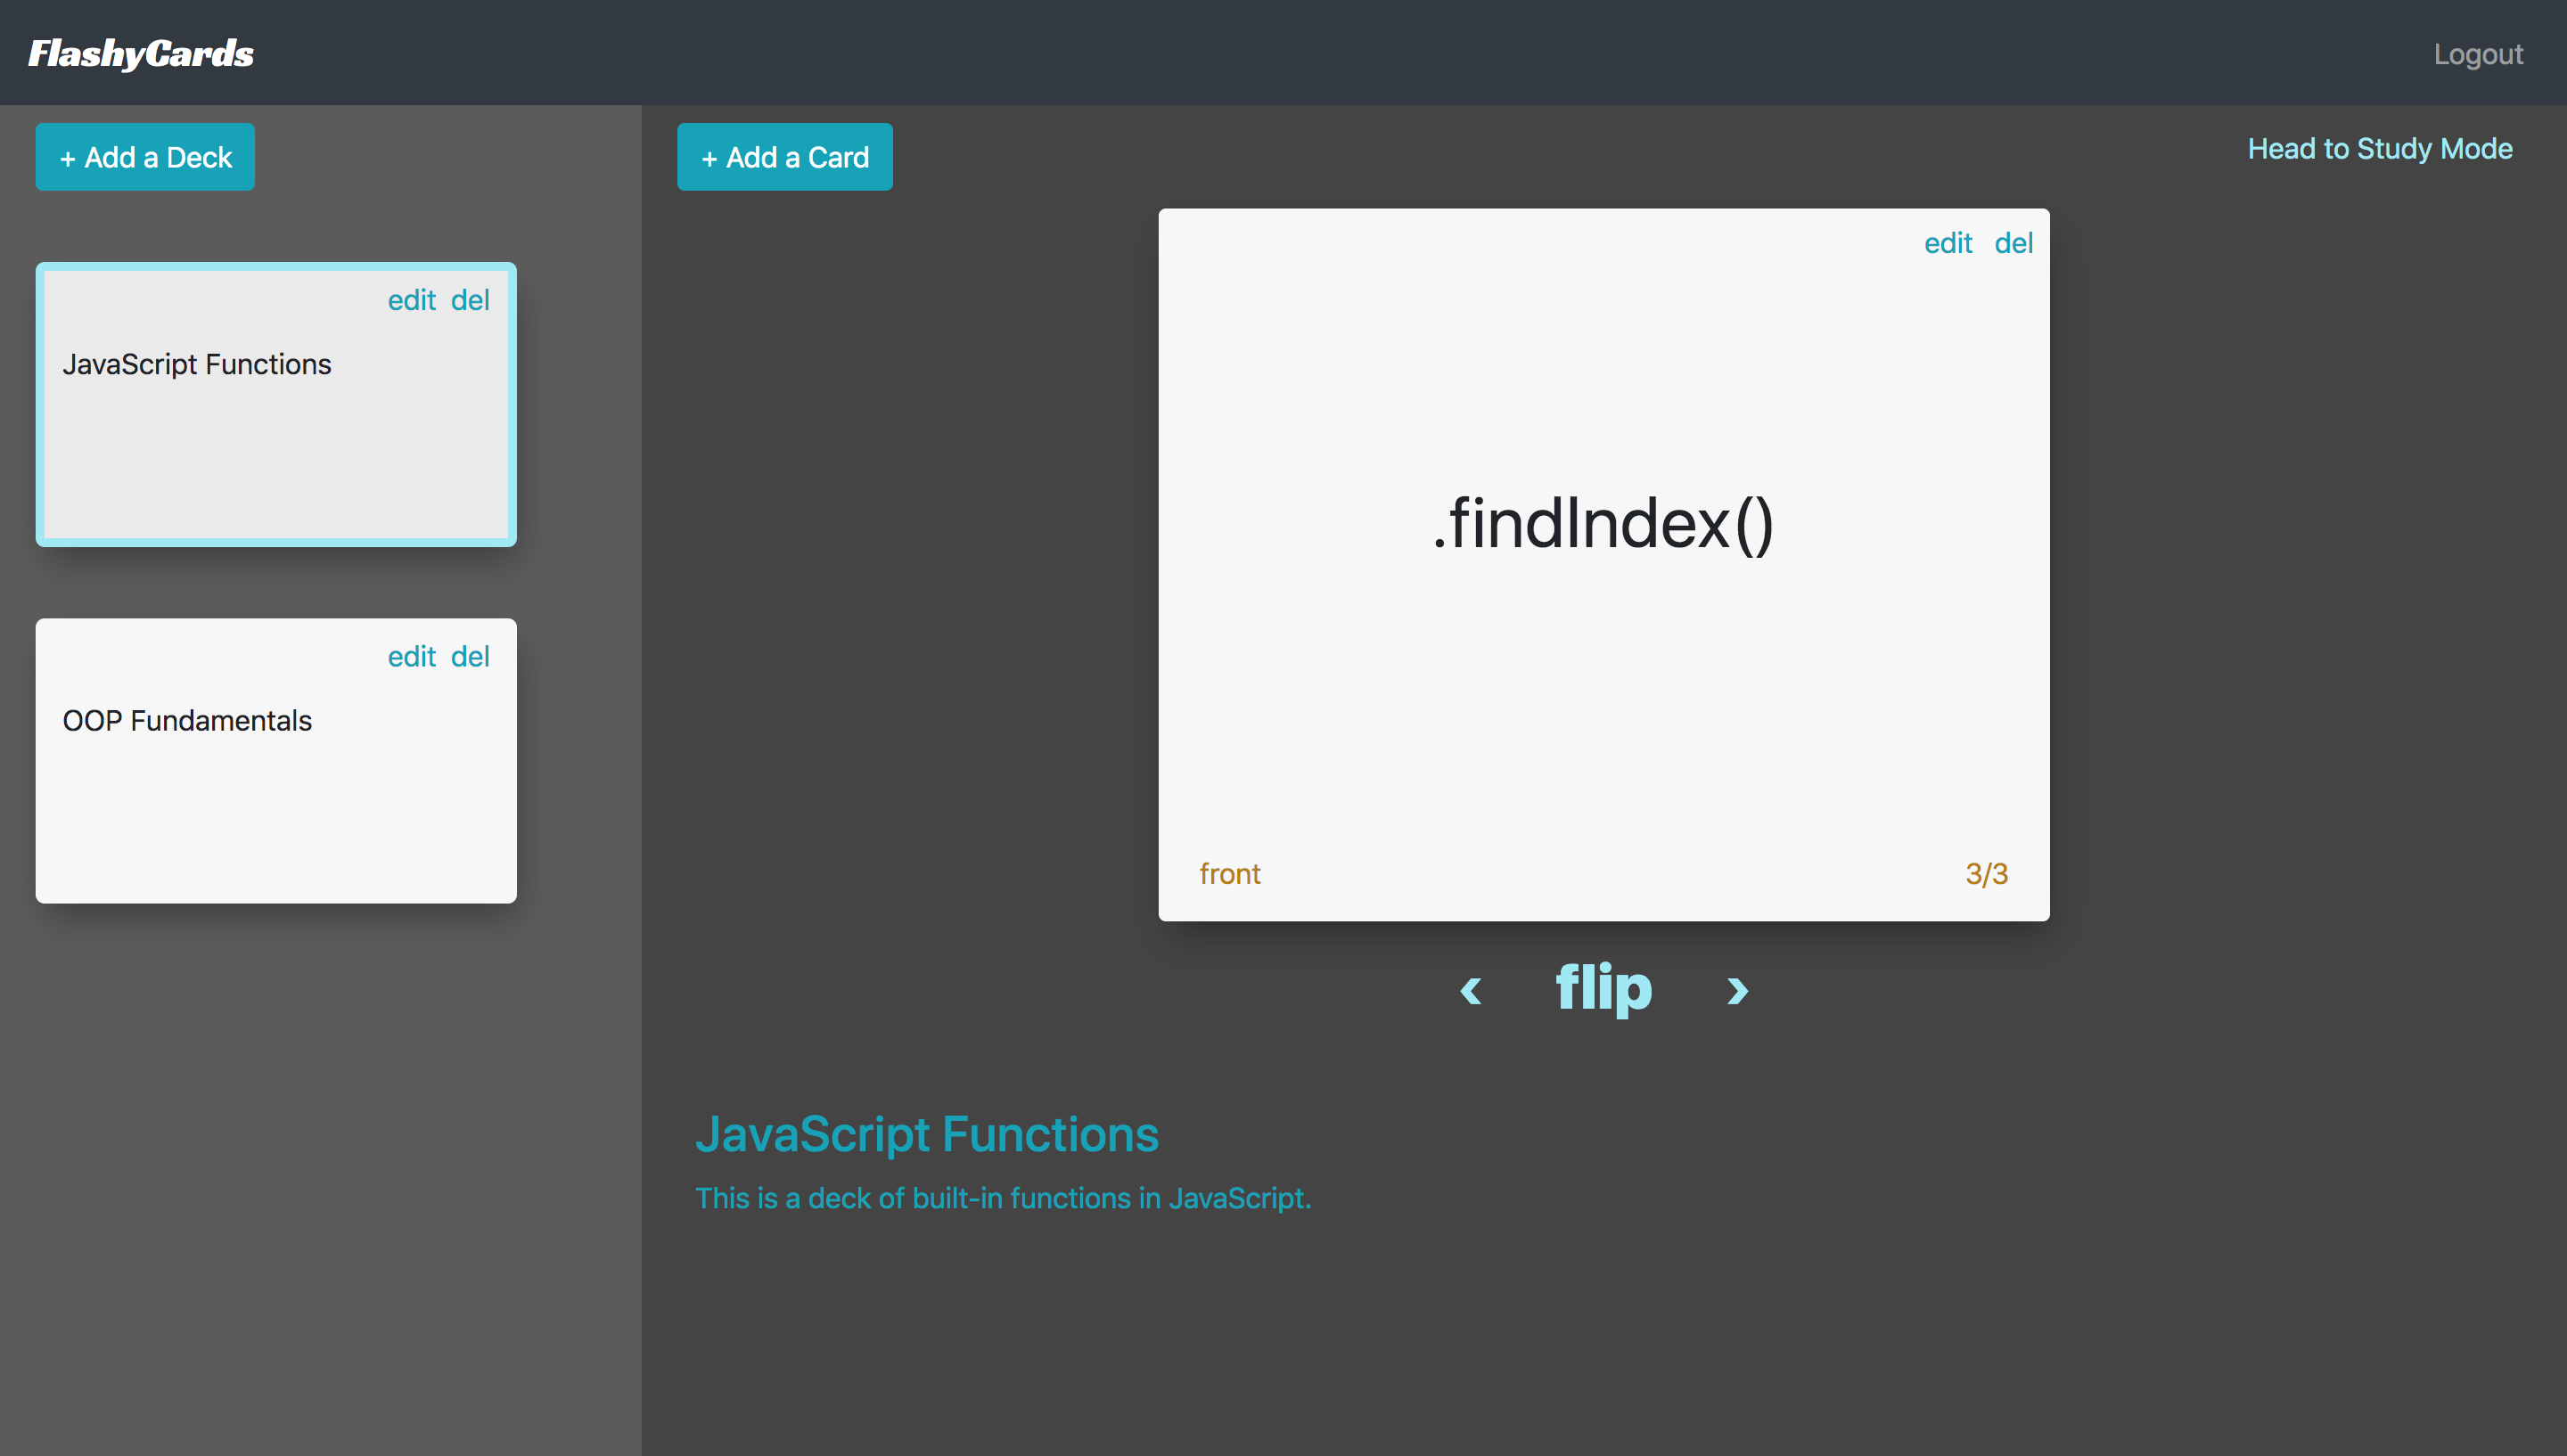 FlashyCards
Logout
+ Add a Deck
edit del
JavaScript Functions
edit del
OOP Fundamentals
+ Add a Card
Head to Study Mode
edit del
.findIndex()
front 3/3
‹ flip ›
JavaScript Functions
This is a deck of built-in functions in JavaScript.